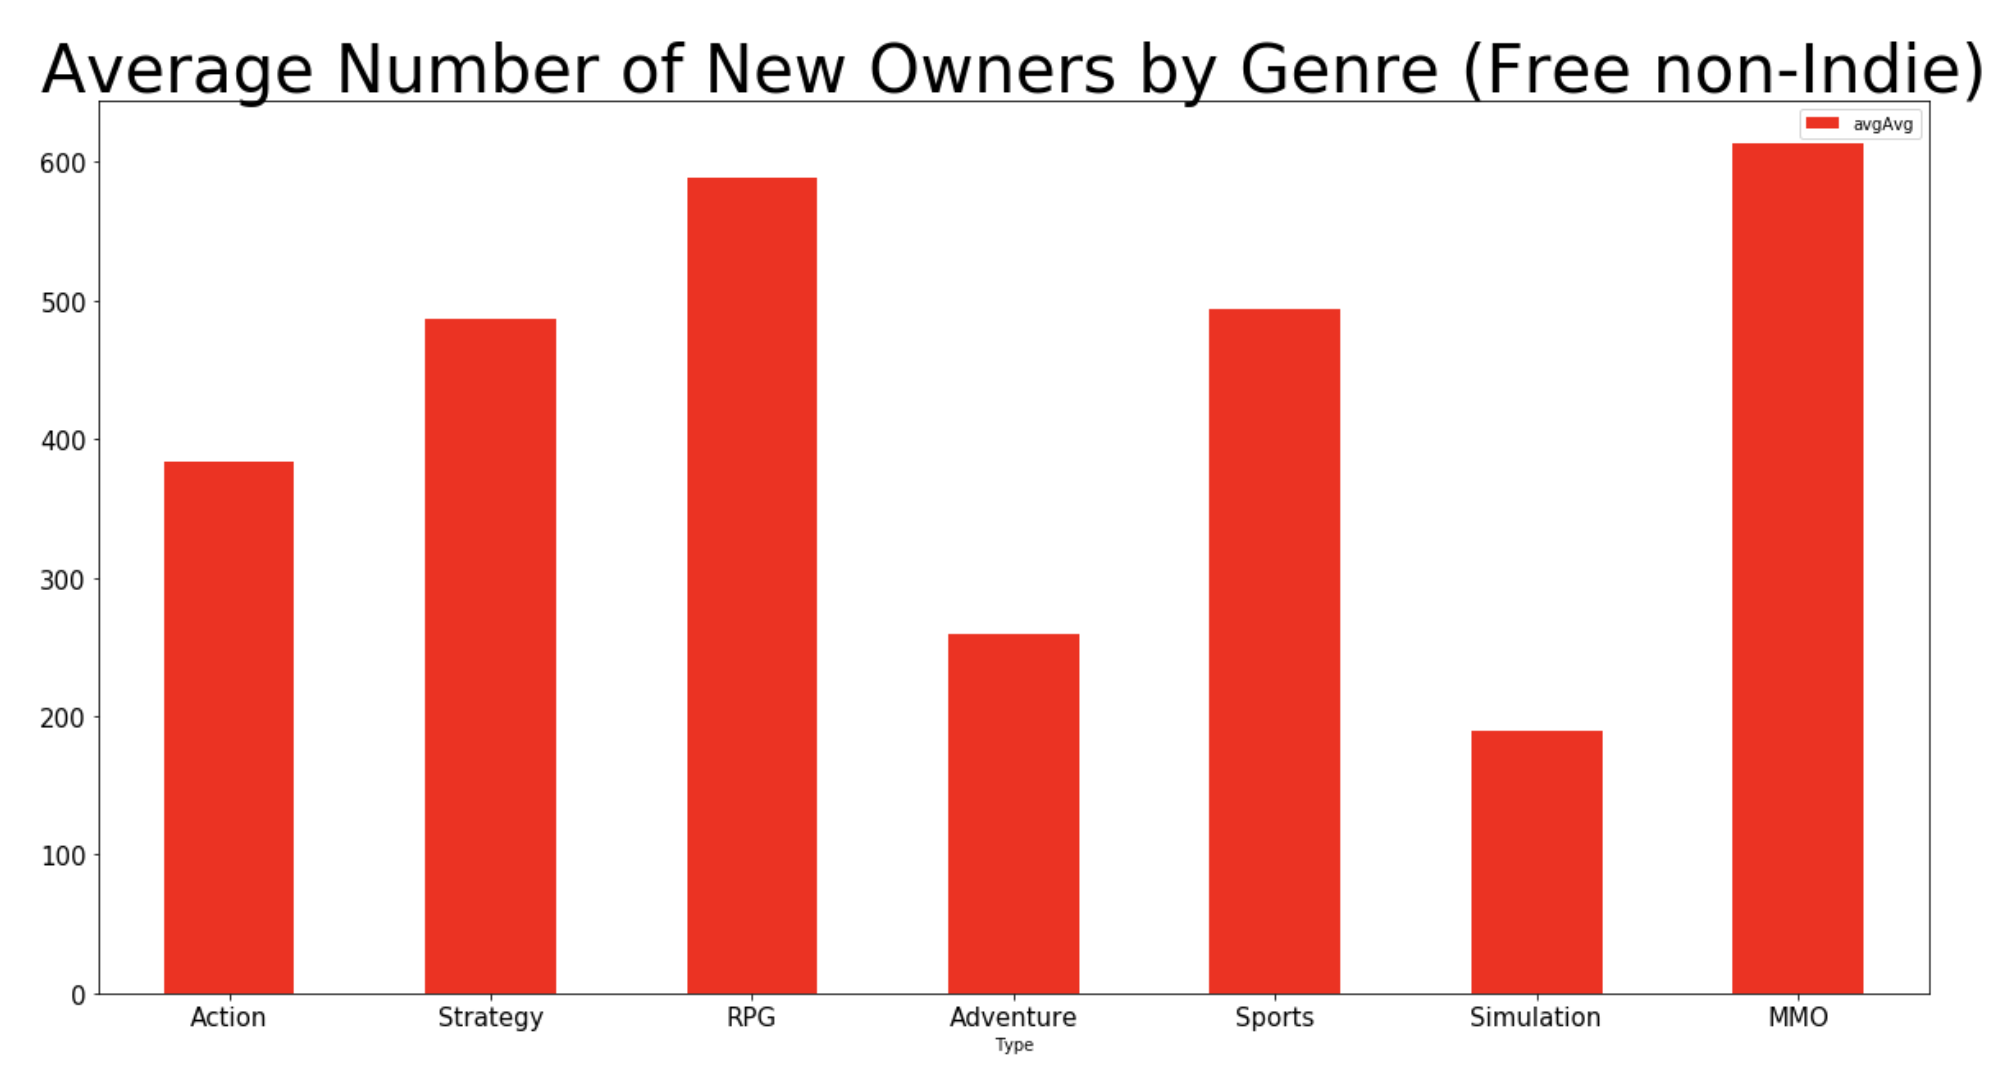 Average Number of New Owners by Genre (Free non-Indie)
avgAvg
600
500
400
300
200
100
0
Action Strategy RPG Adventure Sports Simulation MMO
Type